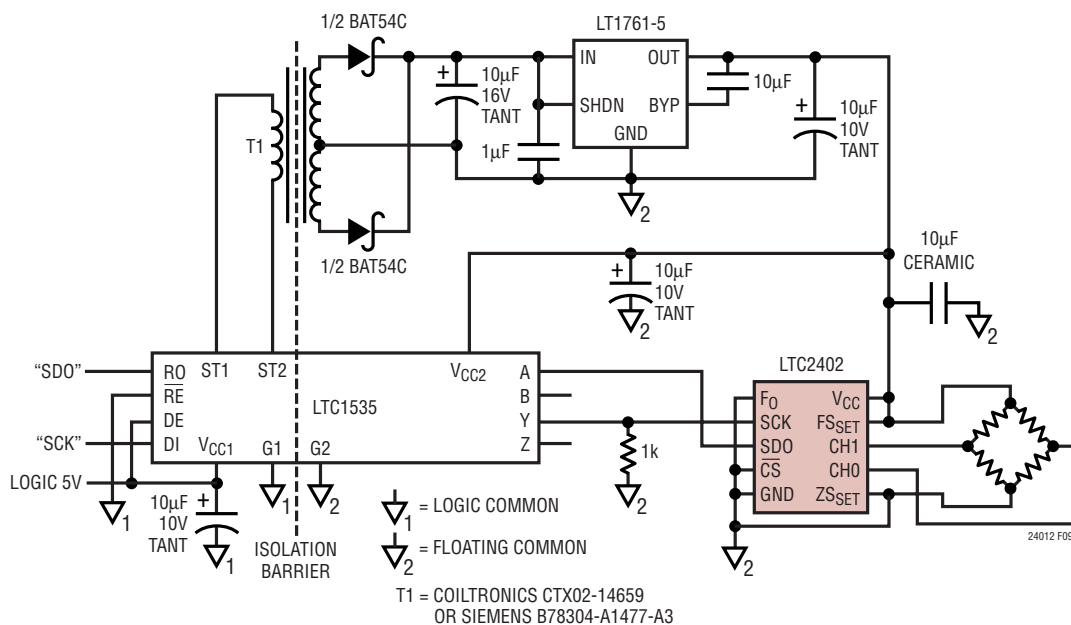 1/2 BAT54C
LT1761-5
IN
OUT
+
10µF
16V
TANT
SHDN
BYP
10µF
GND
+
10µF
10V
TANT
T1
1µF
2
1/2 BAT54C
+
10µF
10V
TANT
2
10µF
CERAMIC
2
"SDO"
RO
ST1
ST2
VCC2
A
RE
B
LTC1535
DE
Y
"SCK"
DI
VCC1
G1
G2
Z
LOGIC 5V
1k
2
LTC2402
FO
VCC
SCK
FSSET
SDO
CH1
CS
CH0
GND
ZSSET
2
1
10µF
10V
TANT
+
1
1
2
ISOLATION
BARRIER
1
= LOGIC COMMON
2
= FLOATING COMMON
T1 = COILTRONICS CTX02-14659
OR SIEMENS B78304-A1477-A3
24012 F09